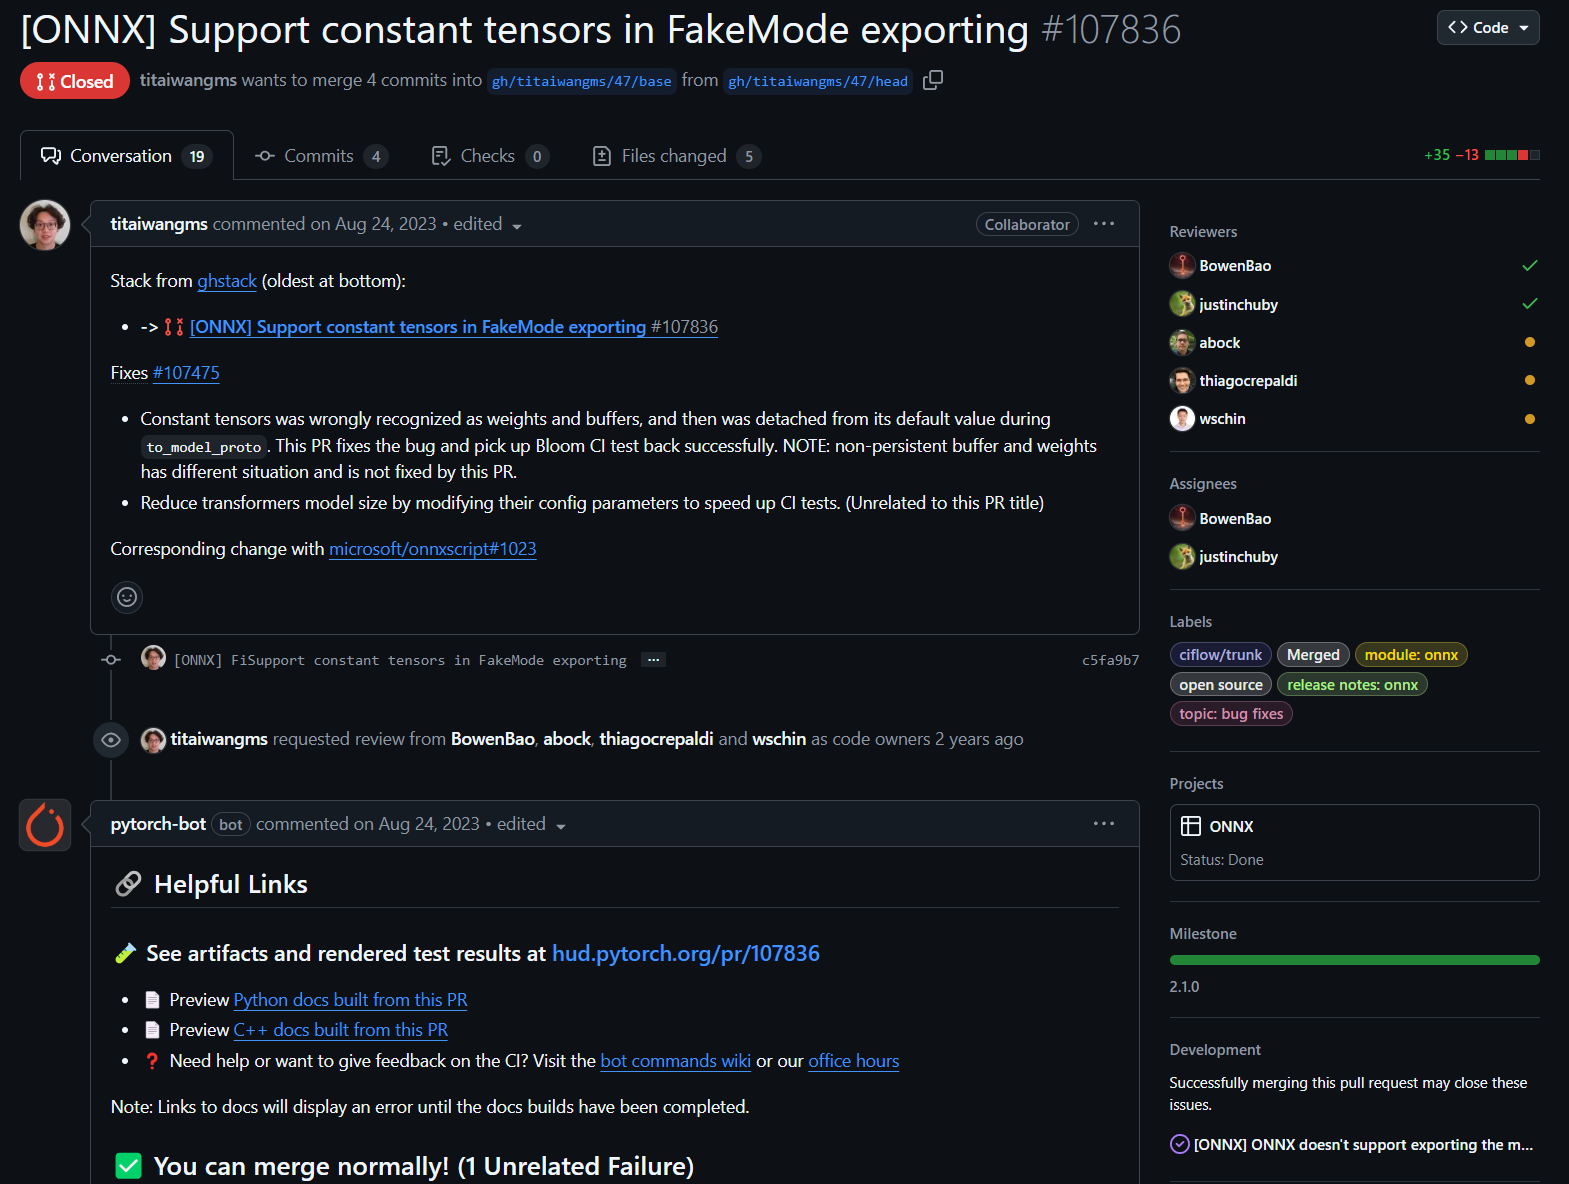 [ONNX] Support constant tensors in FakeMode exporting #107836
Code
Closed
titaiwangms wants to merge 4 commits into gh/titaiwangms/47/base from gh/titaiwangms/47/head
Conversation 19
Commits 4
Checks 0
Files changed 5
+35 −13
titaiwangms commented on Aug 24, 2023 • edited
Collaborator
Stack from ghstack (oldest at bottom):
-> [ONNX] Support constant tensors in FakeMode exporting #107836
Fixes #107475
Constant tensors was wrongly recognized as weights and buffers, and then was detached from its default value during
to_model_proto. This PR fixes the bug and pick up Bloom CI test back successfully. NOTE: non-persistent buffer and weights
has different situation and is not fixed by this PR.
Reduce transformers model size by modifying their config parameters to speed up CI tests. (Unrelated to this PR title)
Corresponding change with microsoft/onnxscript#1023
[ONNX] FiSupport constant tensors in FakeMode exporting ...
c5fa9b7
titaiwangms requested review from BowenBao, abock, thiagocrepaldi and wschin as code owners 2 years ago
pytorch-bot bot commented on Aug 24, 2023 • edited
Helpful Links
See artifacts and rendered test results at hud.pytorch.org/pr/107836
Preview Python docs built from this PR
Preview C++ docs built from this PR
Need help or want to give feedback on the CI? Visit the bot commands wiki or our office hours
Note: Links to docs will display an error until the docs builds have been completed.
You can merge normally! (1 Unrelated Failure)
Reviewers
BowenBao
justinchuby
abock
thiagocrepaldi
wschin
Assignees
BowenBao
justinchuby
Labels
ciflow/trunk
Merged
module: onnx
open source
release notes: onnx
topic: bug fixes
Projects
ONNX
Status: Done
Milestone
2.1.0
Development
Successfully merging this pull request may close these
issues.
[ONNX] ONNX doesn't support exporting the m...